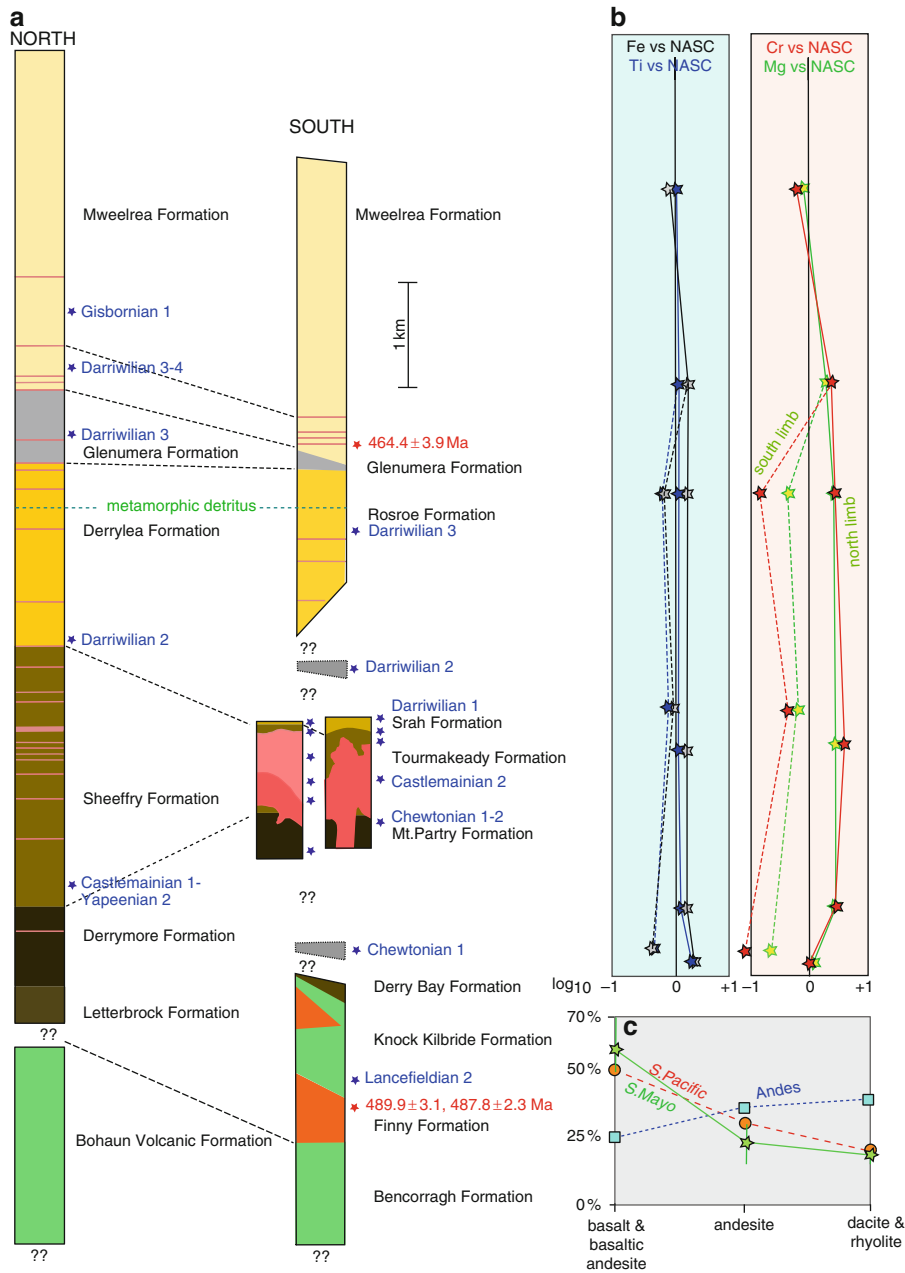 a
NORTH
SOUTH
Mweelrea Formation
Mweelrea Formation
1 km
Gisbornian 1
Darriwilian 3-4
Darriwilian 3
Glenumera Formation
464.4±3.9 Ma
Glenumera Formation
metamorphic detritus
Derrylea Formation
Rosroe Formation
Darriwilian 3
Darriwilian 2
??
Darriwilian 2
??
Darriwilian 1
Srah Formation
Tourmakeady Formation
Castlemainian 2
Sheeffry Formation
Chewtonian 1-2
Mt.Partry Formation
Castlemainian 1-
Yapeenian 2
??
Derrymore Formation
Chewtonian 1
??
Letterbrock Formation
Derry Bay Formation
??
Knock Kilbride Formation
Lancefieldian 2
489.9±3.1, 487.8±2.3 Ma
Finny Formation
Bohaun Volcanic Formation
Bencorragh Formation
??
??
b
Fe vs NASC
Ti vs NASC
Cr vs NASC
Mg vs NASC
south limb
north limb
log10 −1 0 +1 −1 0 +1
c
70%
50%
25%
0%
S.Pacific
S.Mayo
Andes
basalt &
basaltic
andesite
andesite
dacite &
rhyolite